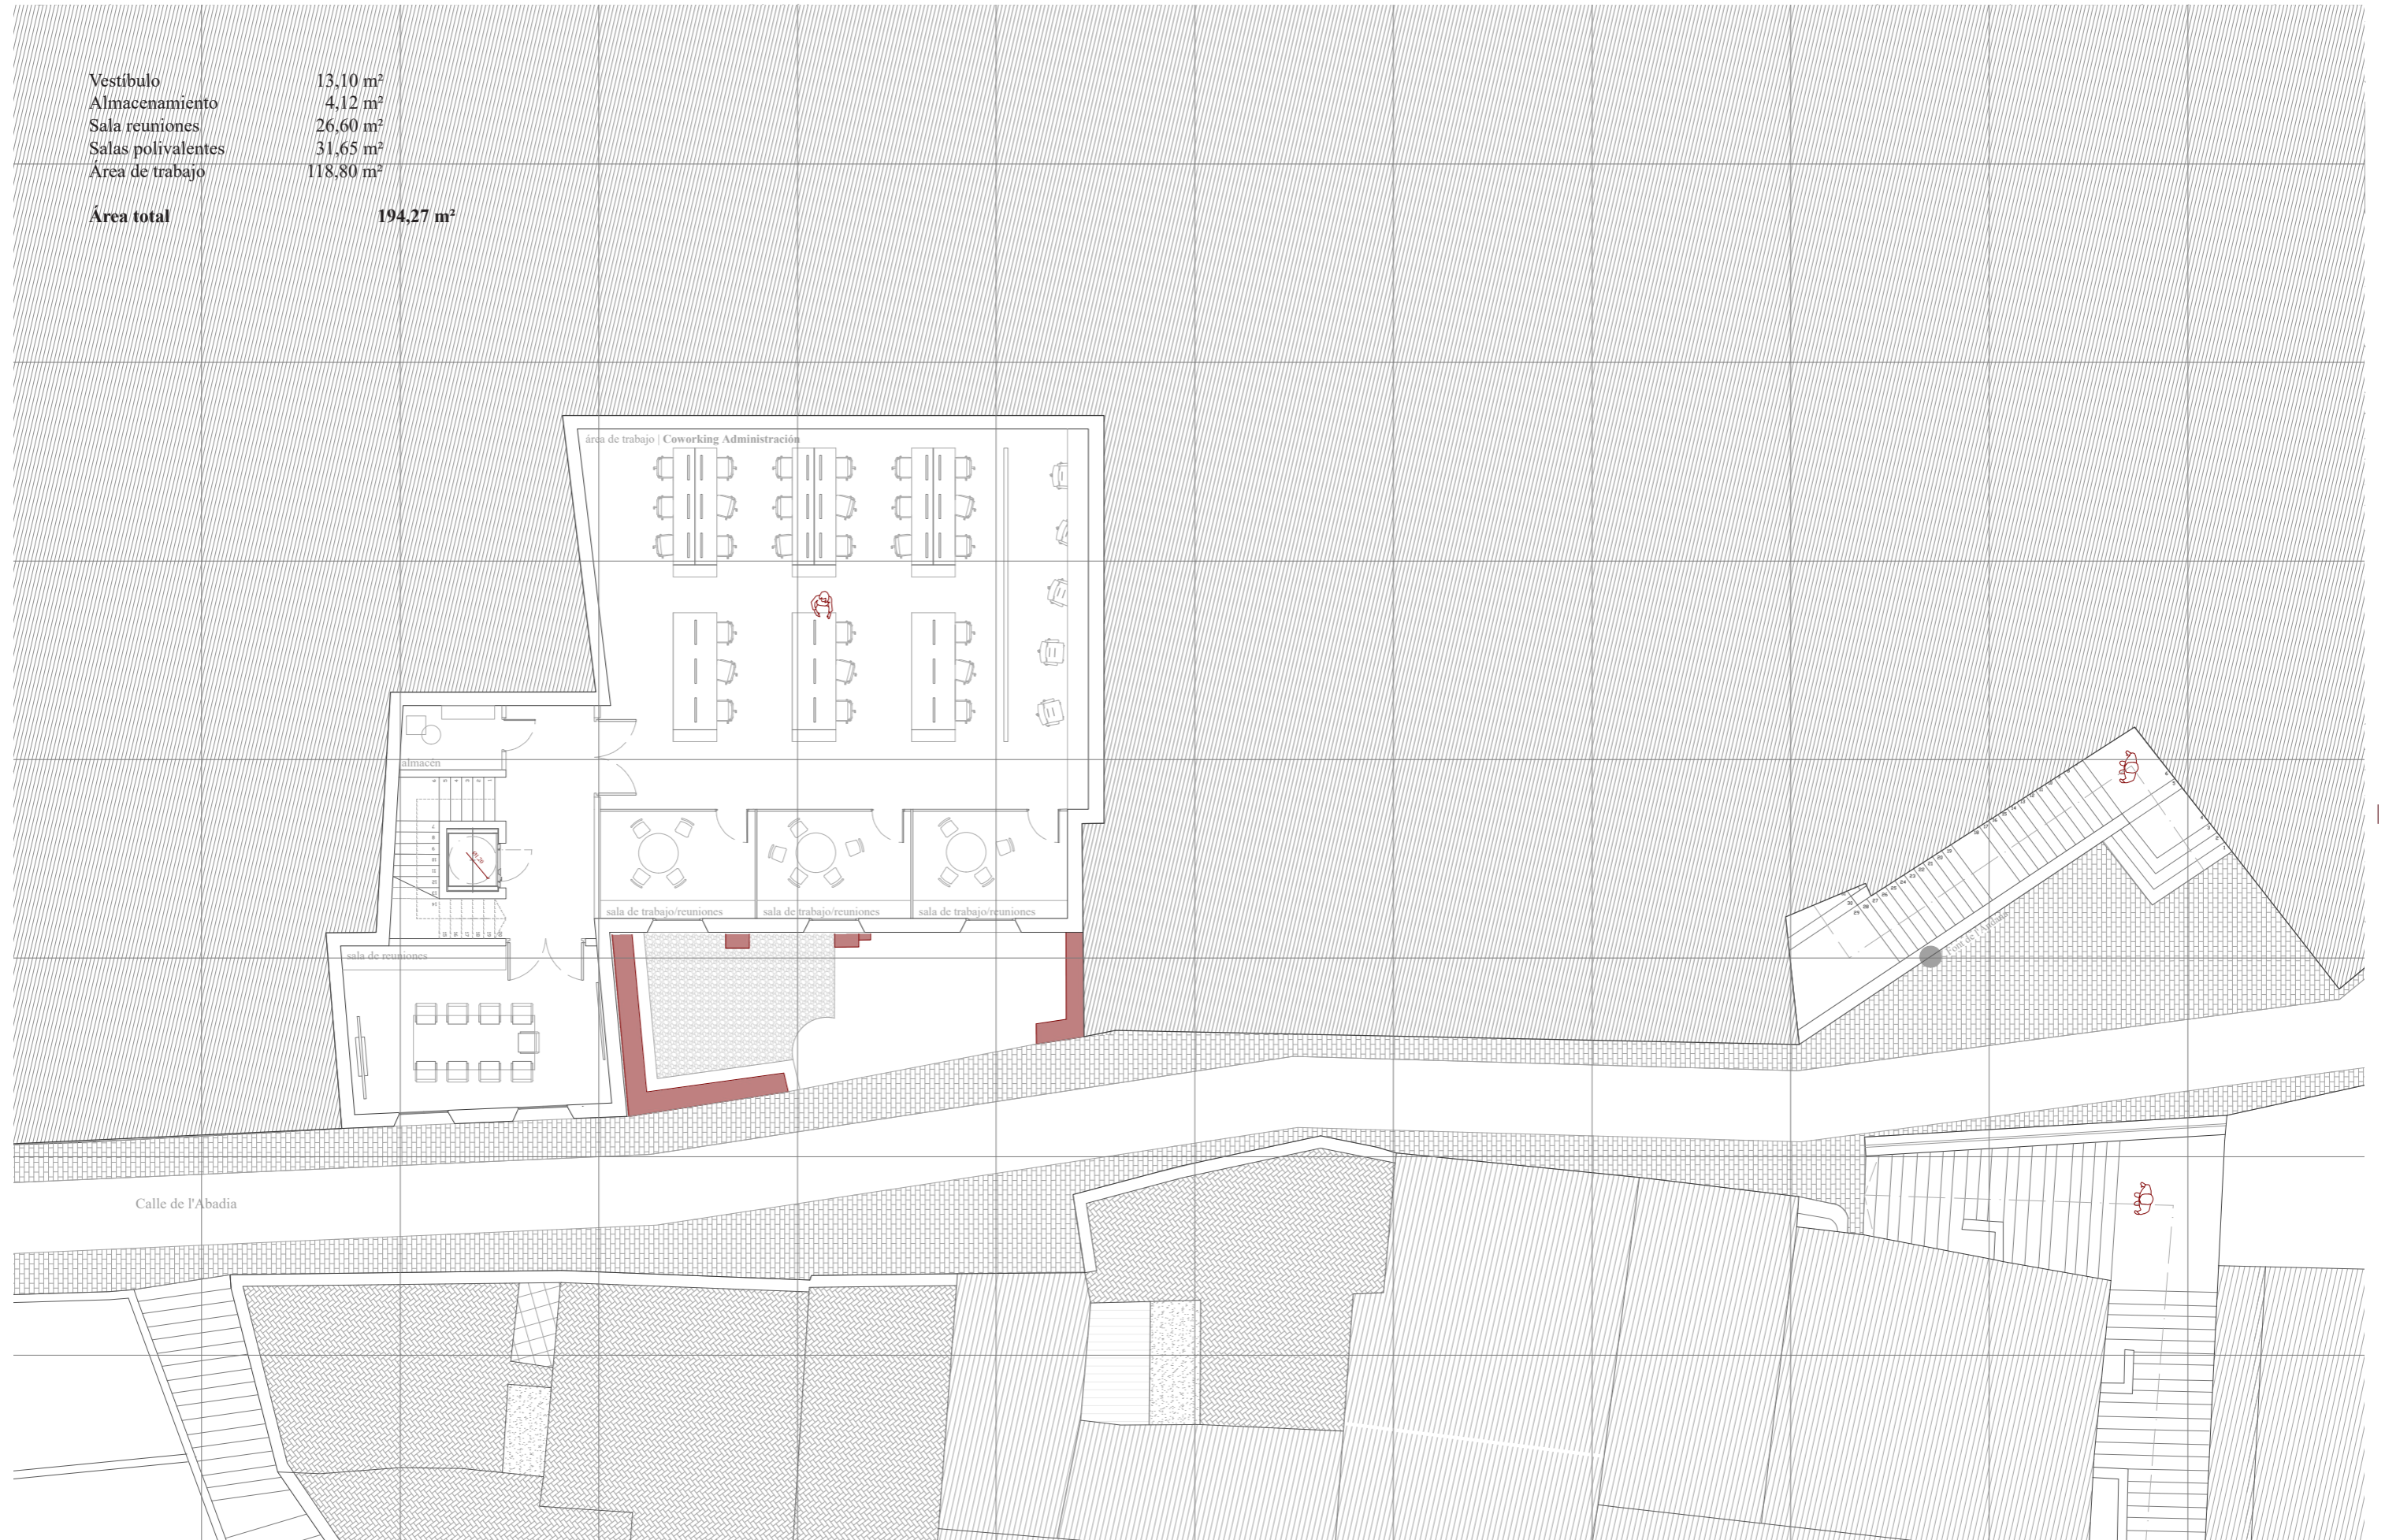 Vestíbulo 13,10 m²
Almacenamiento 4,12 m²
Sala reuniones 26,60 m²
Salas polivalentes 31,65 m²
Área de trabajo 118,80 m²
Área total 194,27 m²
área de trabajo | Coworking Administración
almacén
sala de trabajo/reuniones
sala de trabajo/reuniones
sala de trabajo/reuniones
sala de reuniones
Calle de l'Abadia